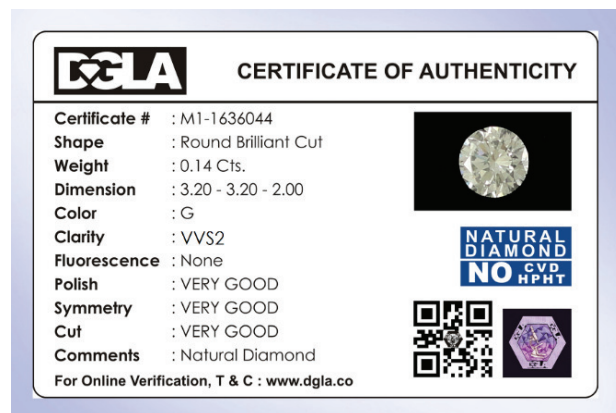 DGLA
CERTIFICATE OF AUTHENTICITY
Certificate # : M1-1636044
Shape : Round Brilliant Cut
Weight : 0.14 Cts.
Dimension : 3.20 - 3.20 - 2.00
Color : G
Clarity : VVS2
Fluorescence : None
Polish : VERY GOOD
Symmetry : VERY GOOD
Cut : VERY GOOD
Comments : Natural Diamond
For Online Verification, T & C : www.dgla.co
NATURAL
DIAMOND
NO CVD HPHT